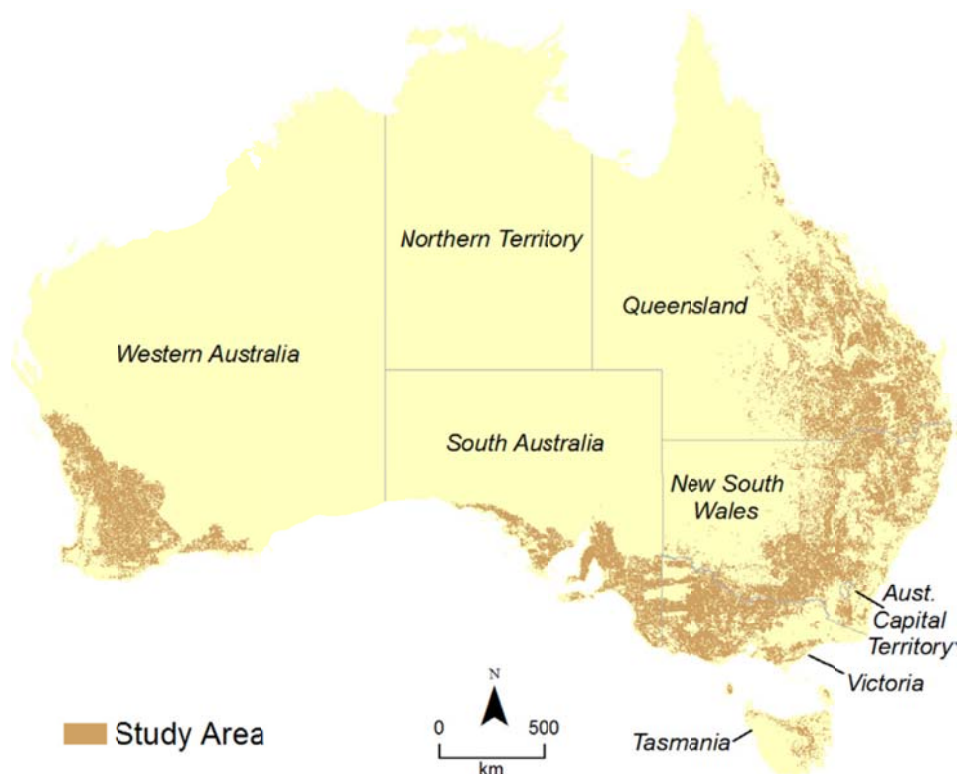 Northern Territory
Queensland
Western Australia
South Australia
New South
Wales
Aust.
Capital
Territory
Victoria
Tasmania
Study Area
N
0 500
km